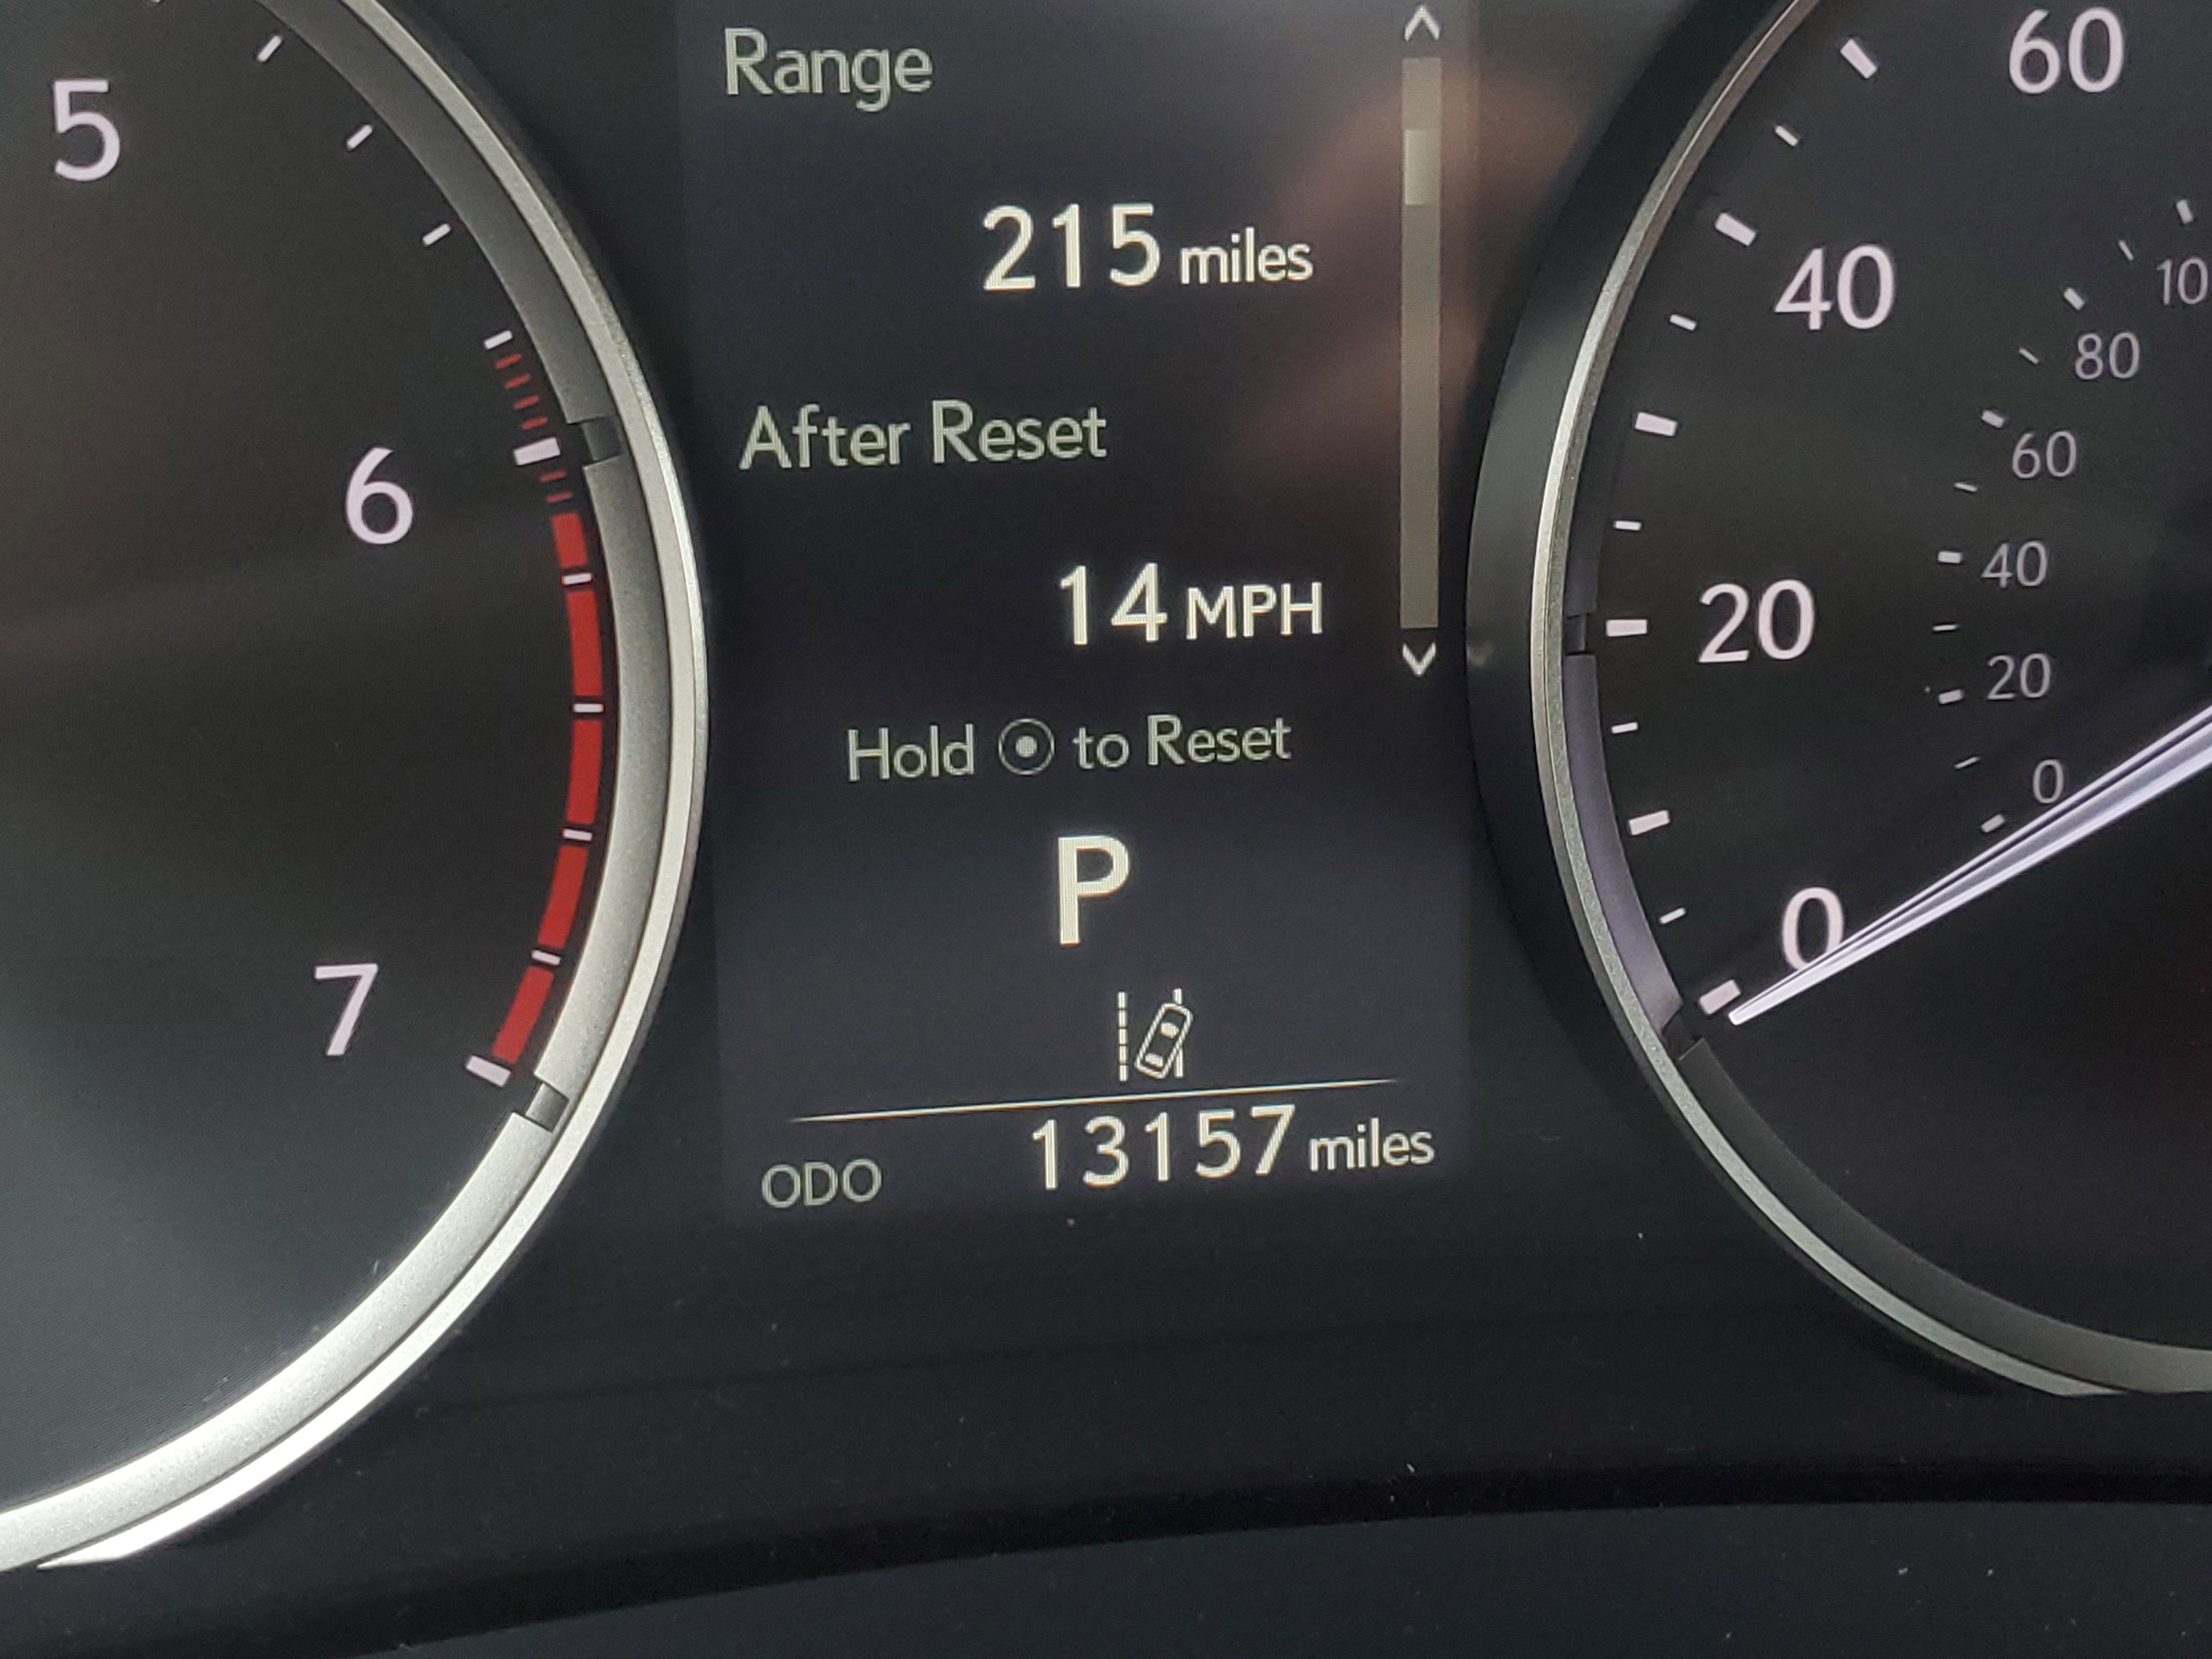 Range
215 miles
After Reset
14 MPH
Hold to Reset
P
ODO 13157 miles
5
6
7
60
40
20
0
10
80
60
40
20
0